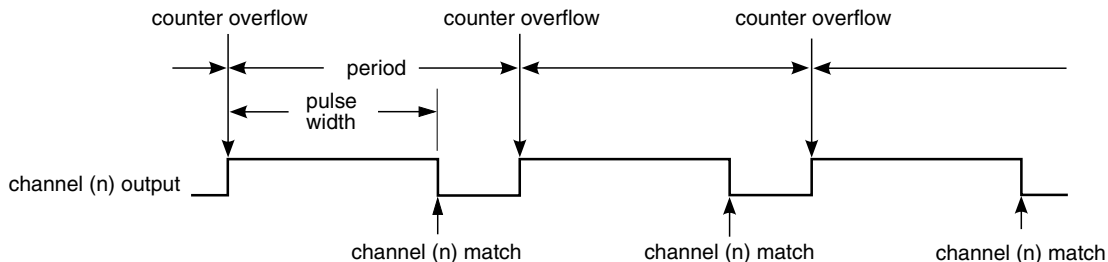 counter overflow
counter overflow
counter overflow
period
pulse
width
channel (n) output
channel (n) match
channel (n) match
channel (n) match